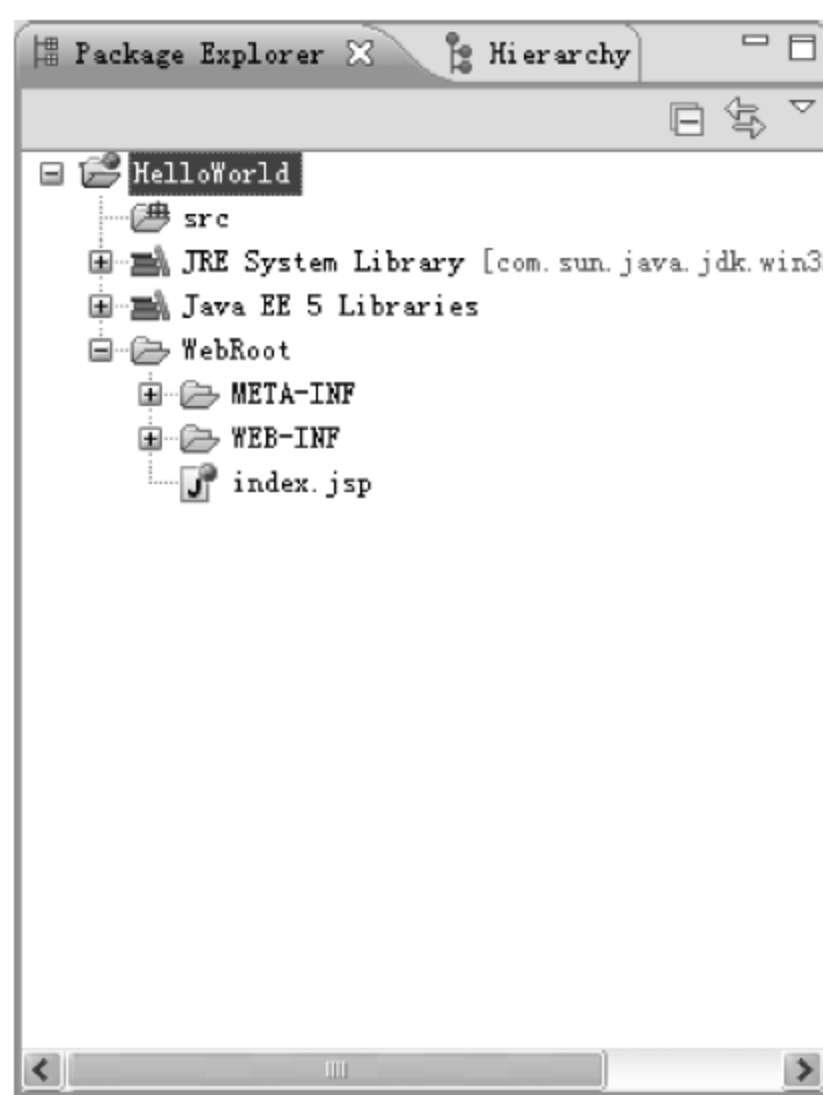 Package Explorer Hierarchy
HelloWorld
src
JRE System Library [com.sun.java.jdk.win3
Java EE 5 Libraries
WebRoot
META-INF
WEB-INF
index.jsp